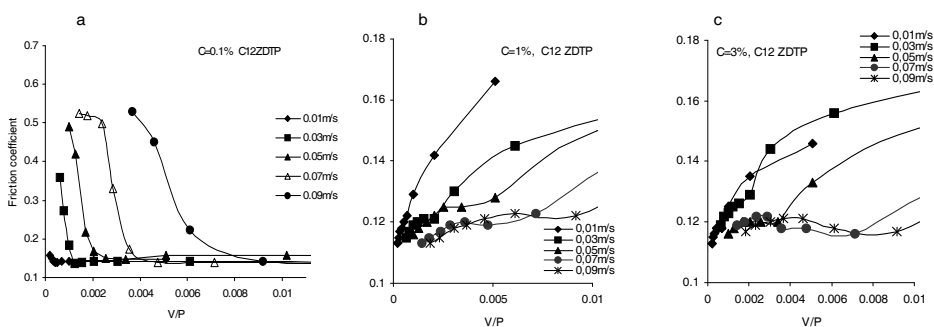 a
C=0.1% C12ZDTP
Friction coefficient
0.7
0.6
0.5
0.4
0.3
0.2
0.1
0
0.002
0.004
0.006
0.008
0.01
V/P
0.01m/s
0.03m/s
0.05m/s
0.07m/s
0.09m/s
b
C=1%, C12 ZDTP
0.18
0.16
0.14
0.12
0.1
0
0.005
0.01
V/P
0,01m/s
0,03m/s
0,05m/s
0,07m/s
0,09m/s
c
C=3%, C12 ZDTP
0.18
0.16
0.14
0.12
0.1
0
0.002
0.004
0.006
0.008
0.01
V/P
0,01m/s
0,03m/s
0,05m/s
0,07m/s
0,09m/s